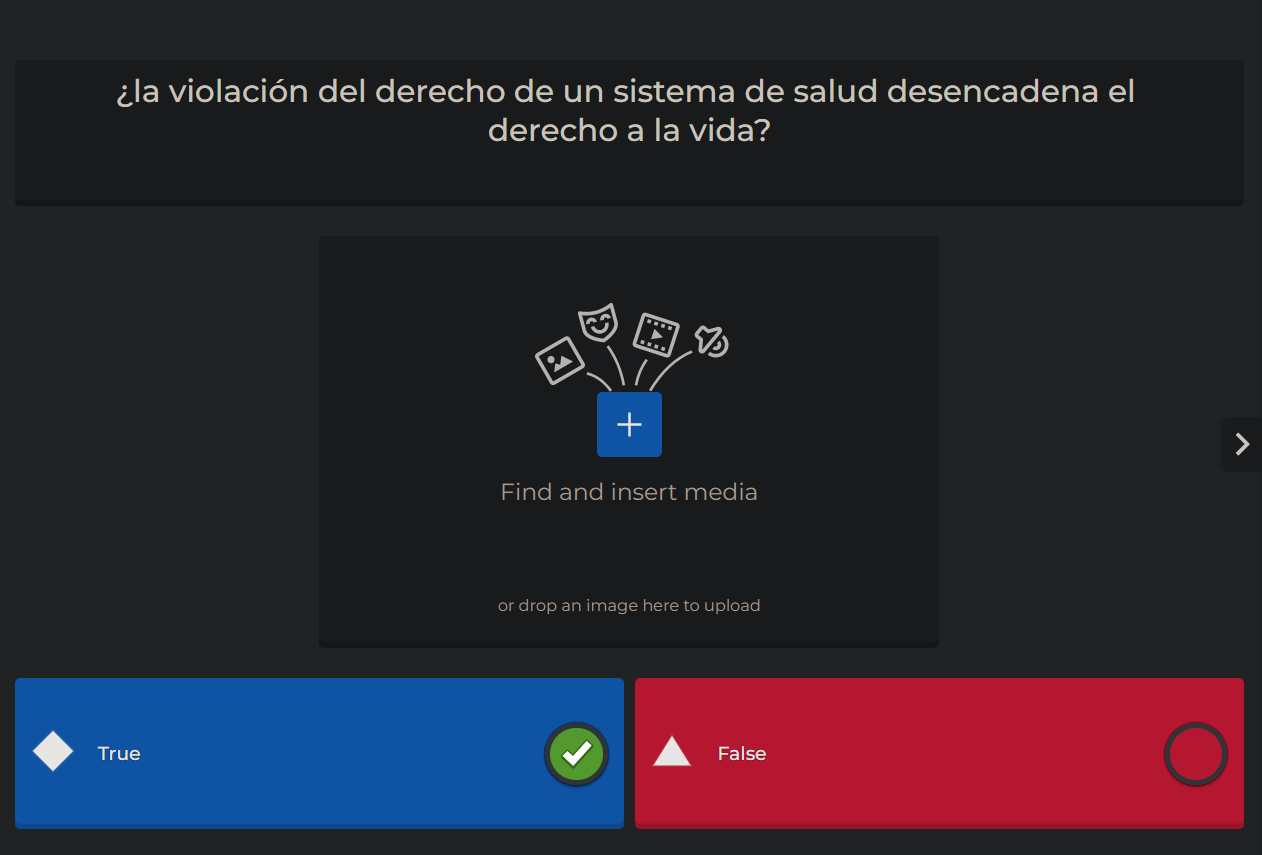 ¿la violación del derecho de un sistema de salud desencadena el
derecho a la vida?
Find and insert media
or drop an image here to upload
True
False